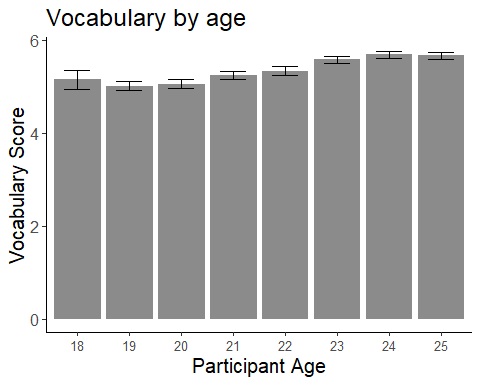 Vocabulary by age
Vocabulary Score
6
4
2
0
18 19 20 21 22 23 24 25
Participant Age